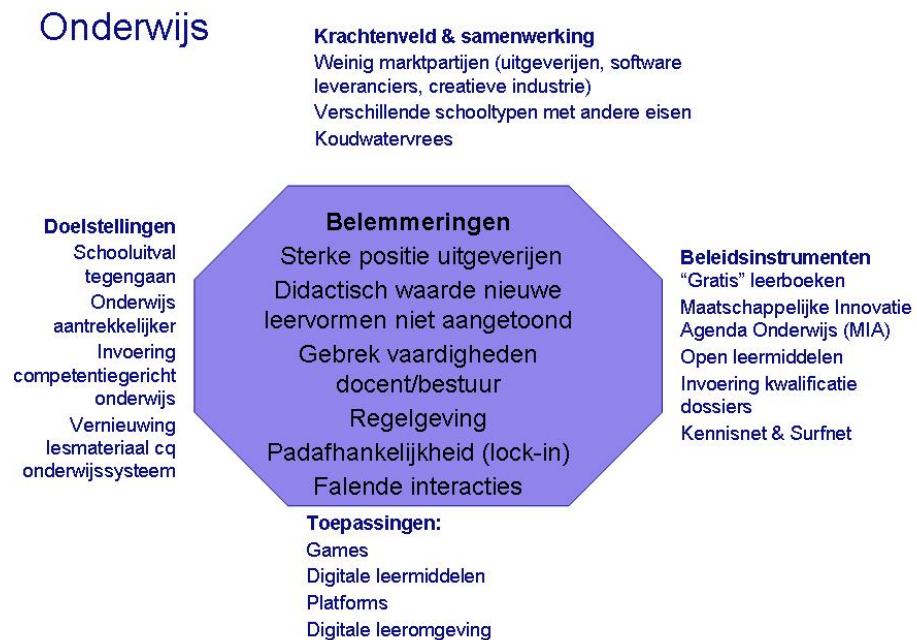 Onderwijs
Krachtenveld & samenwerking
Weinig marktpartijen (uitgeverijen, software
leveranciers, creatieve industrie)
Verschillende schooltypen met andere eisen
Koudwatervrees
Doelstellingen
Schooluitval
tegengaan
Onderwijs
aantrekkelijker
Invoering
competentiegericht
onderwijs
Vernieuwing
lesmateriaal cq
onderwijssysteem
Belemmeringen
Sterke positie uitgeverijen
Didactisch waarde nieuwe
leervormen niet aangetoond
Gebrek vaardigheden
docent/bestuur
Regelgeving
Padafhankelijkheid (lock-in)
Falende interacties
Beleidsinstrumenten
“Gratis” leerboeken
Maatschappelijke Innovatie
Agenda Onderwijs (MIA)
Open leermiddelen
Invoering kwalificatie
dossiers
Kennisnet & Surfnet
Toepassingen:
Games
Digitale leermiddelen
Platforms
Digitale leeromgeving